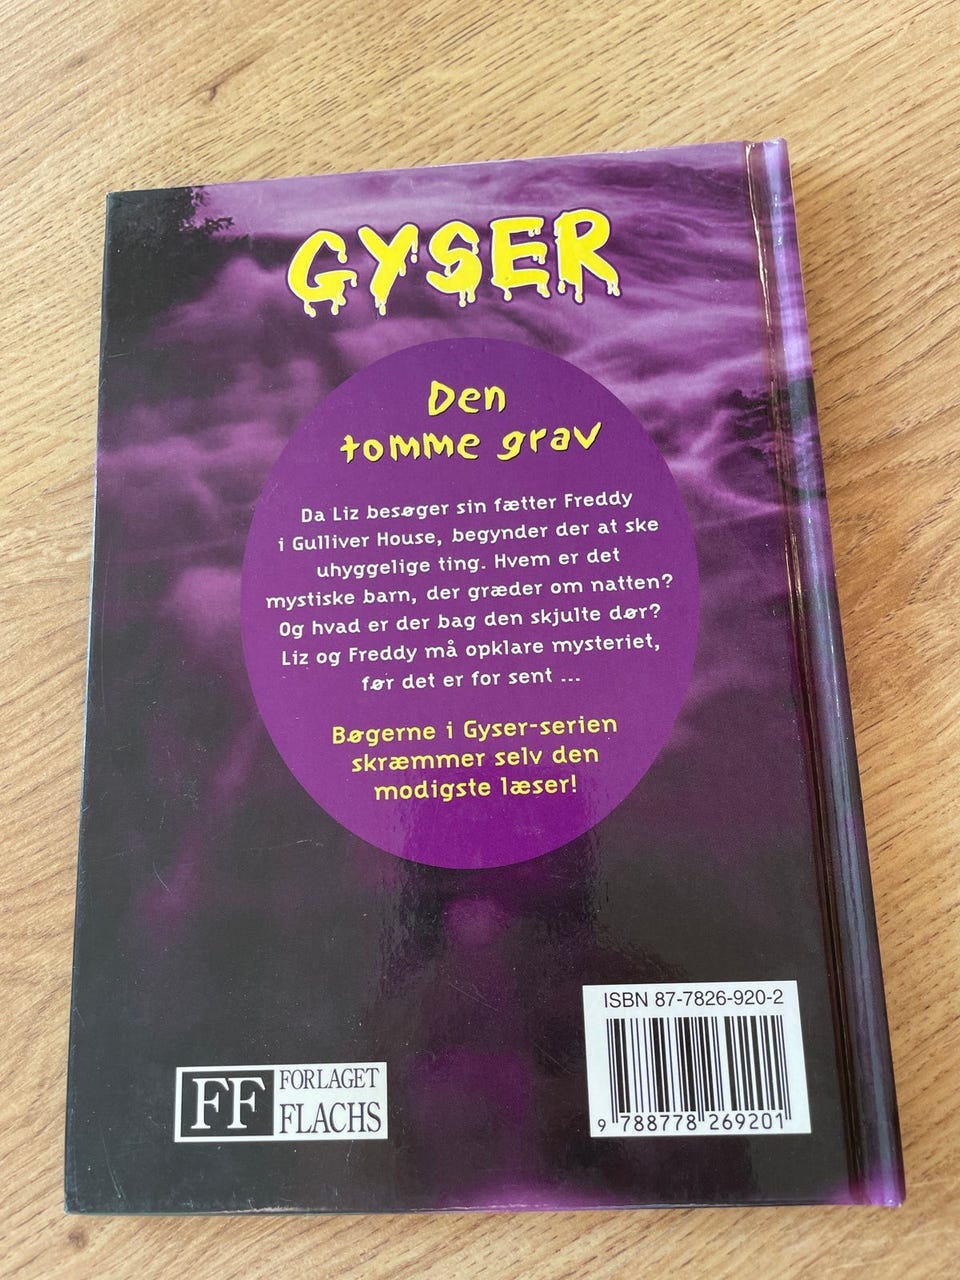 GYSER
Den
tomme grav
Da Liz besøger sin fætter Freddy
i Gulliver House, begynder der at ske
uhyggelige ting. Hvem er det
mystiske barn, der græder om natten?
Og hvad er der bag den skjulte dør?
Liz og Freddy må opklare mysteriet,
før det er for sent ...
Bøgerne i Gyser-serien
skræmmer selv den
modigste læser!
ISBN 87-7826-920-2
9 788778 269201
FF
FORLAGET
FLACHS